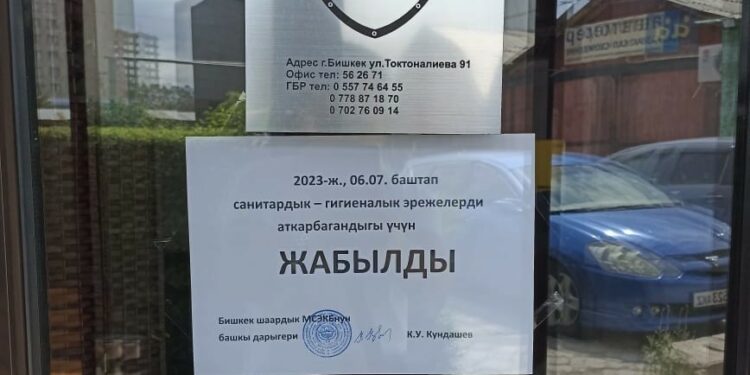 Адрес г.Бишкек ул.Токтоналиева 91
Офис тел: 56 26 71
ГБР тел: 0 557 74 64 55
0 778 87 18 70
0 702 76 09 14
2023-ж., 06.07. баштап
санитардык – гигиеналык эрежелерди
аткарбагандыгы үчүн
ЖАБЫЛДЫ
Бишкек шаардык МСЭКБнун
башкы дарыгери
К.У. Кундашев